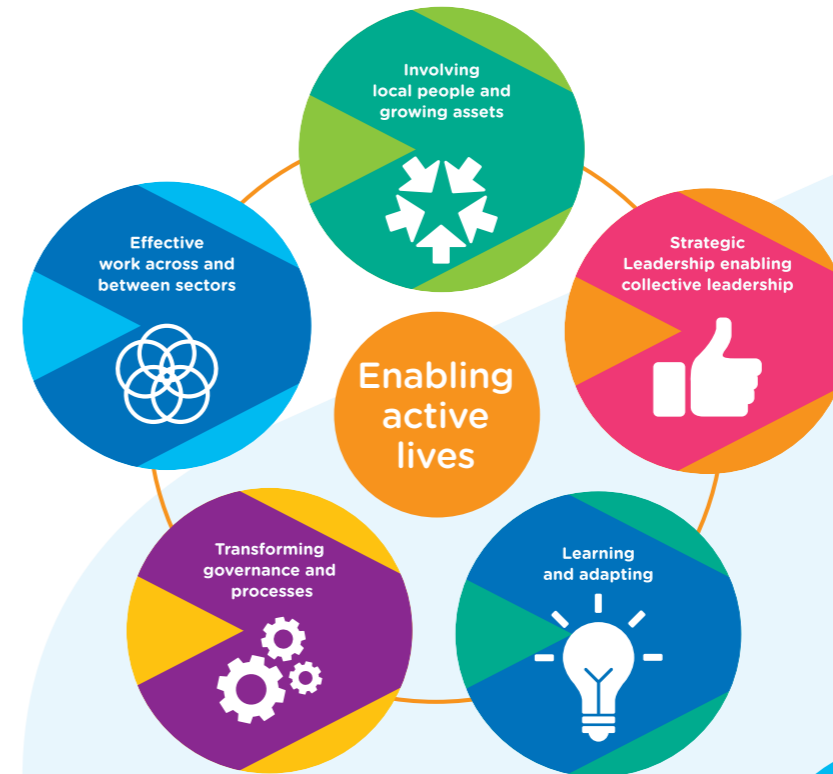 Involving
local people and
growing assets
Effective
work across and
between sectors
Strategic
Leadership enabling
collective leadership
Enabling
active
lives
Transforming
governance and
processes
Learning
and adapting